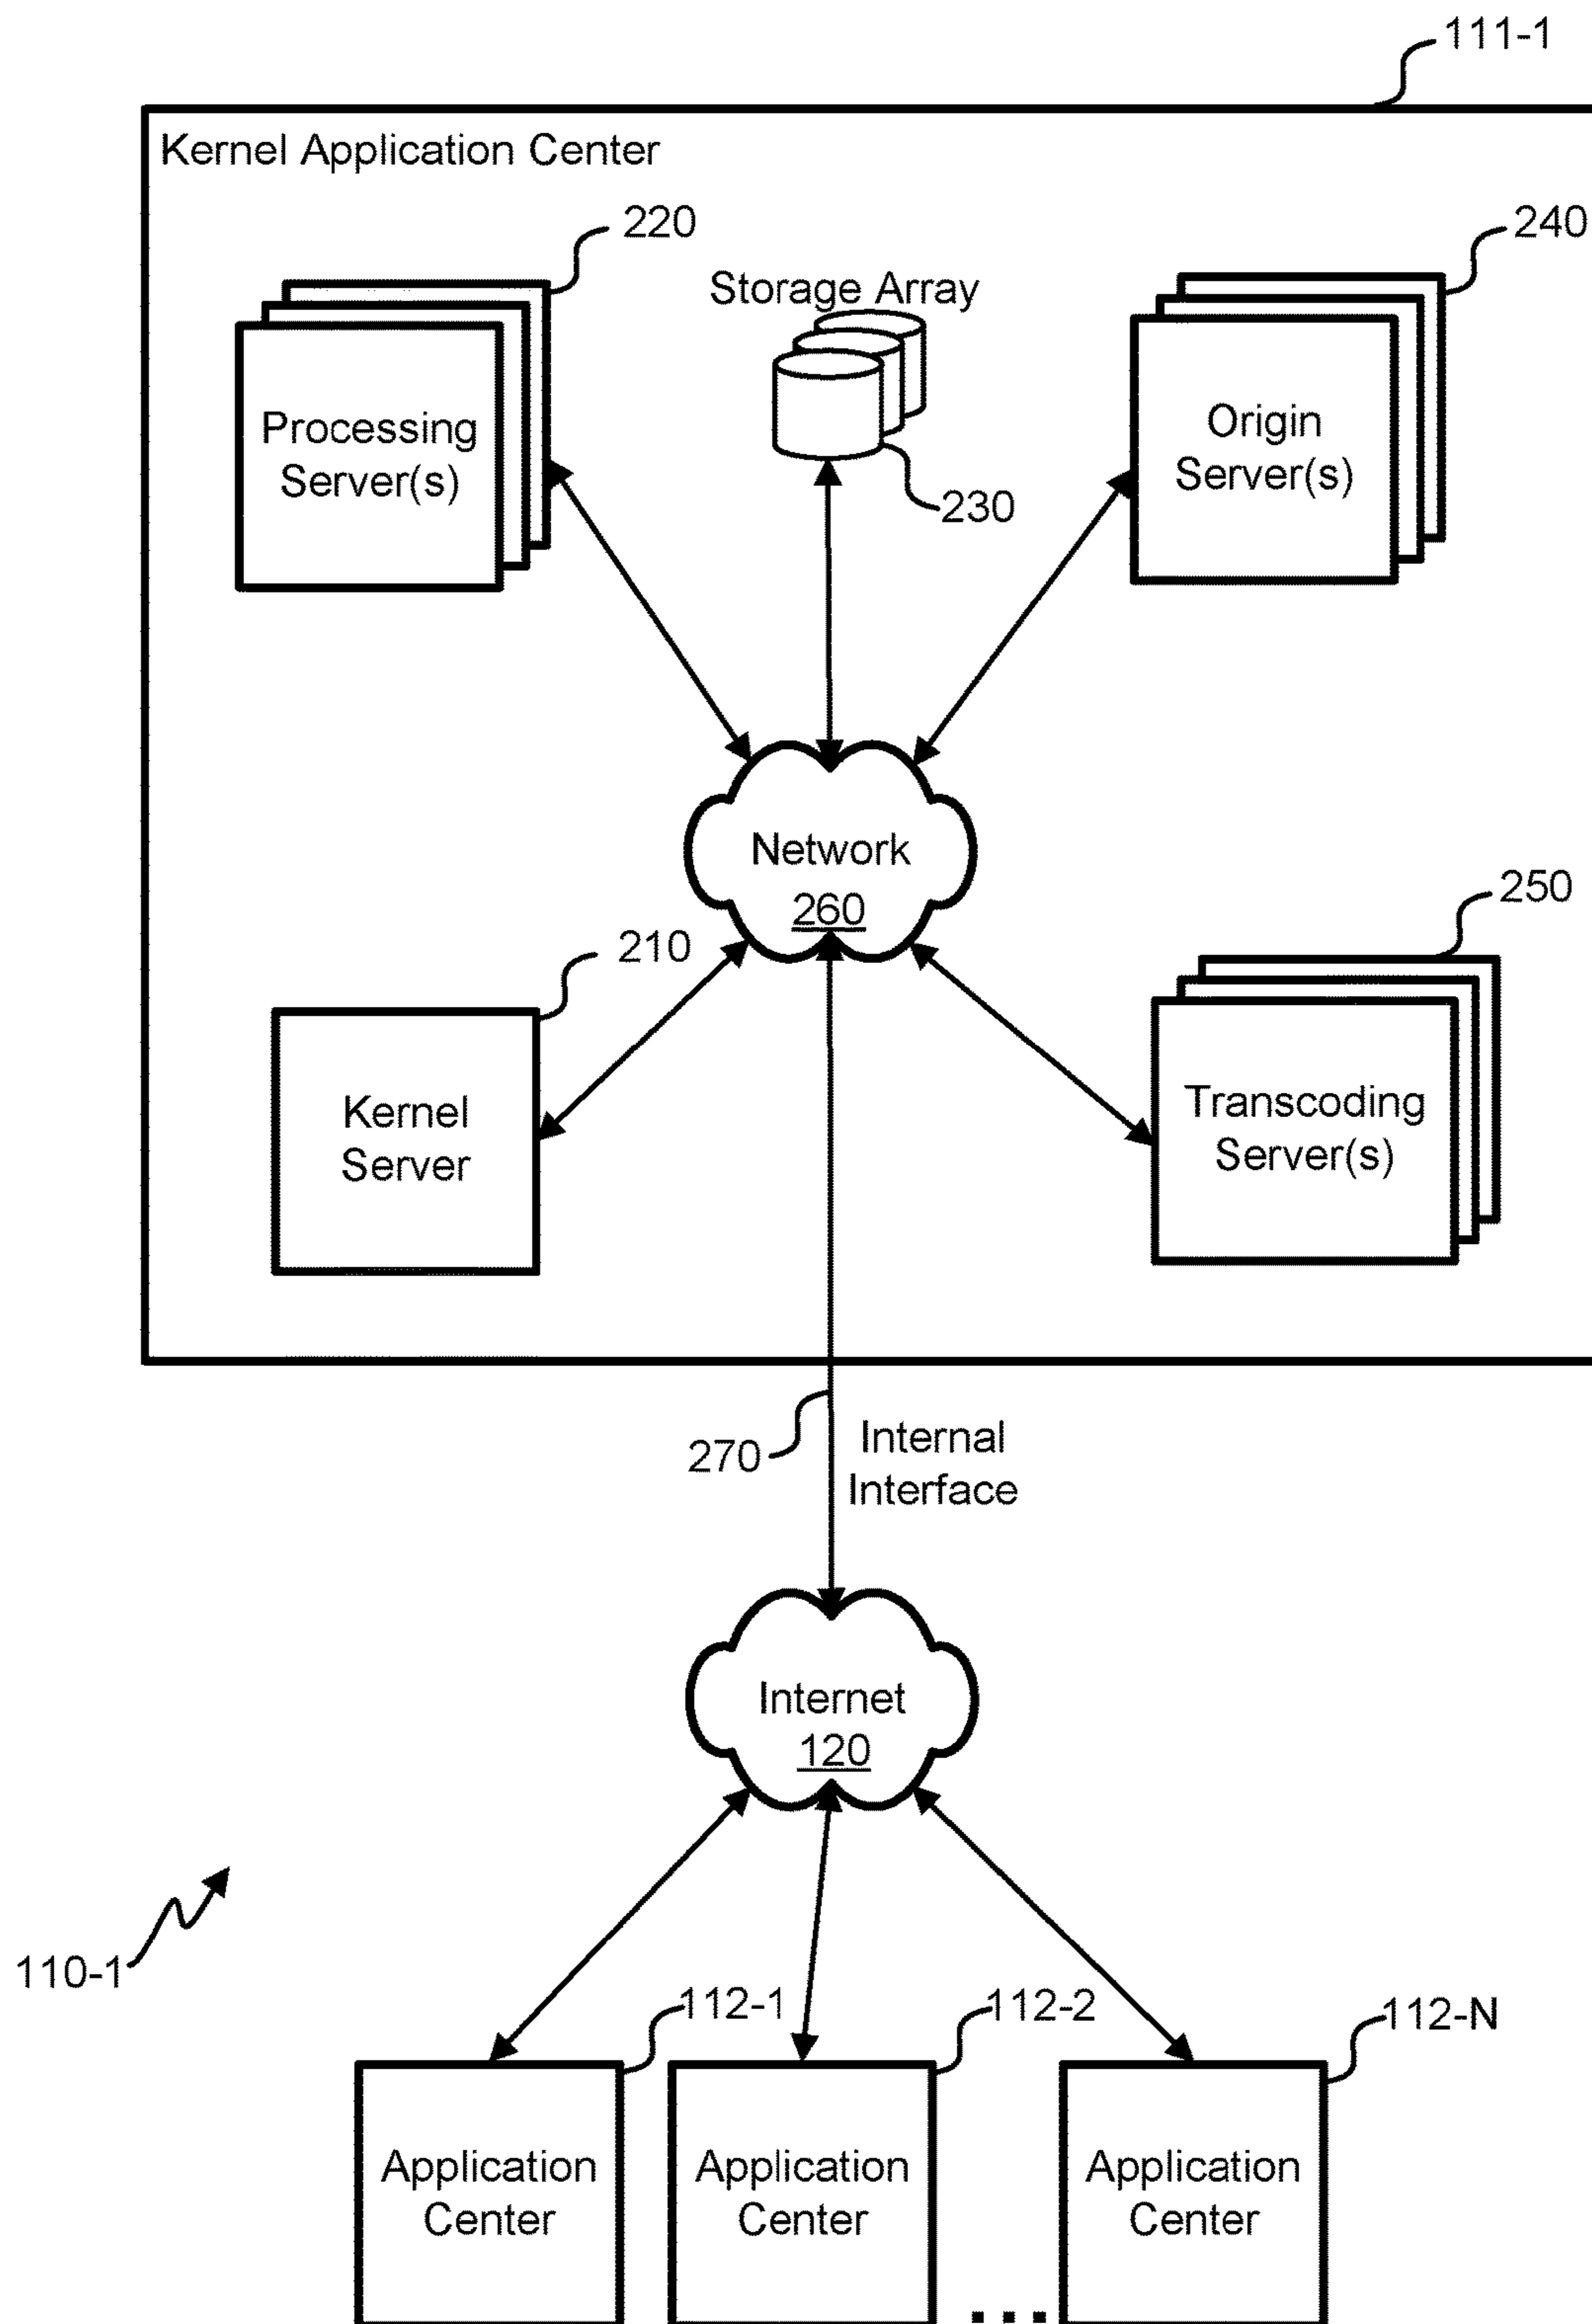 111-1
Kernel Application Center
220
240
Storage Array
Processing
Server(s)
Origin
Server(s)
230
Network
260
250
210
Kernel
Server
Transcoding
Server(s)
270
Internal
Interface
Internet
120
110-1
112-1
112-2
112-N
Application
Center
Application
Center
Application
Center
...